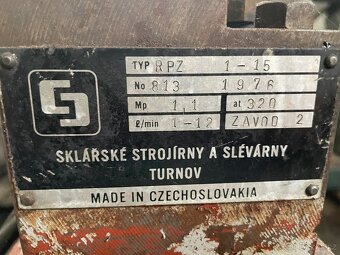 TYP RPZ 1-15
No 813 1976
Mp 1,1 at 320
ℓ/min 1-12 ZÁVOD 2
SKLÁŘSKÉ STROJÍRNY A SLÉVÁRNY
TURNOV
MADE IN CZECHOSLOVAKIA